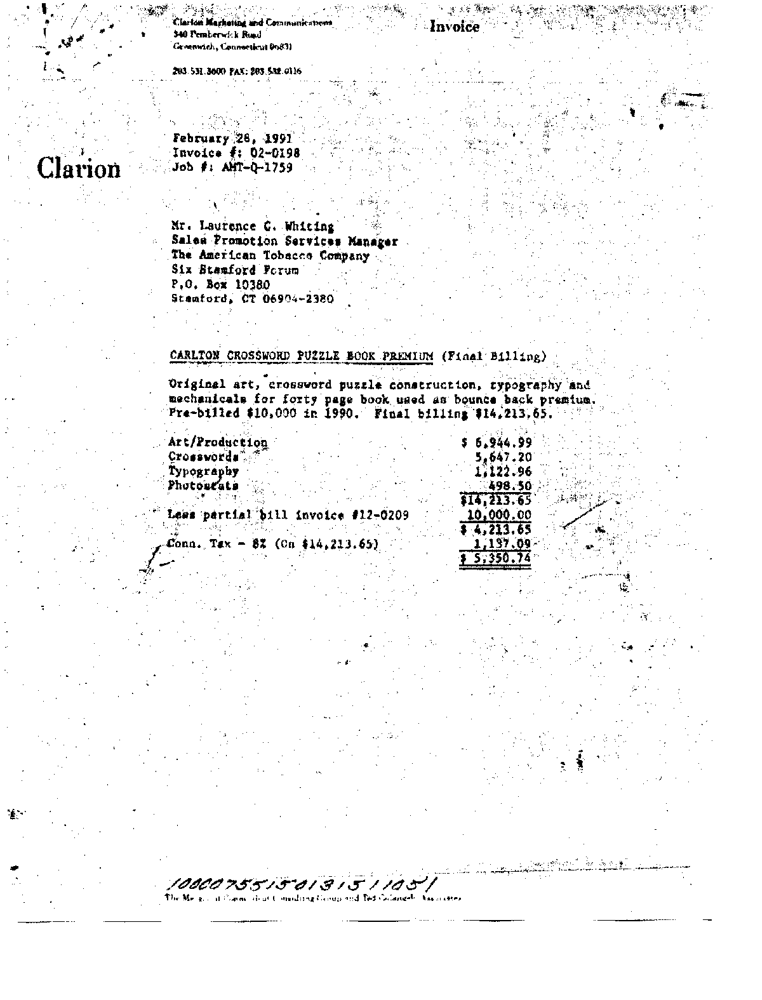 Clarion Marketing and Communications
340 Pemberwick Road
Greenwich, Connecticut 06831
203.531.3600 FAX: 203.532.0116
Invoice
Clarion
February 28, 1991
Invoice #: 02-0198
Job #: AMT-Q-1759
Mr. Laurence G. Whiting
Sales Promotion Services Manager
The American Tobacco Company
Six Stamford Forum
P.O. Box 10380
Stamford, CT 06904-2380
CARLTON CROSSWORD PUZZLE BOOK PREMIUM (Final Billing)
Original art, crossword puzzle construction, typography and
mechanicals for forty page book used as bounce back premium.
Pre-billed $10,000 in 1990. Final billing $14,213.65.
Art/Production $ 6,944.99
Crosswords 5,647.20
Typography 1,122.96
Photostats 498.50
$14,213.65
Less partial bill invoice #12-0209 10,000.00
$ 4,213.65
Conn. Tax - 8% (On $14,213.65) 1,137.09
$ 5,350.74
The Group and Ted Associates